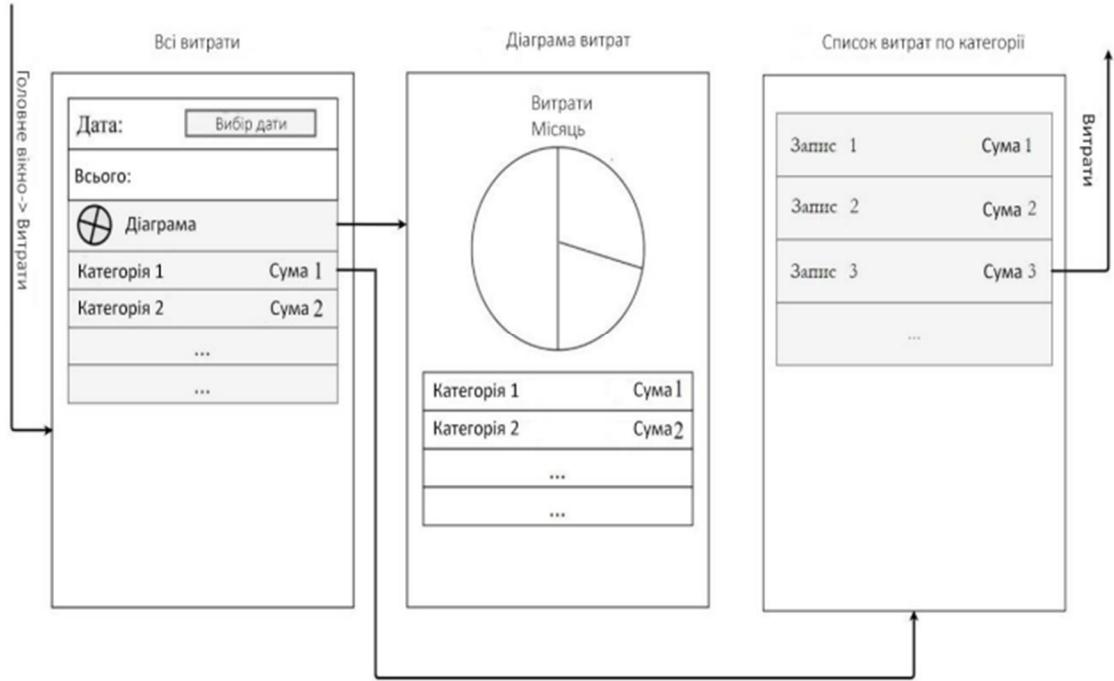 Всі витрати
Діаграма витрат
Список витрат по категорії
Головне вікно-> Витрати
Дата: Вибір дати
Всього:
Діаграма
Категорія 1 Сума 1
Категорія 2 Сума 2
...
...
Витрати
Місяць
Категорія 1 Сума 1
Категорія 2 Сума 2
...
...
Запис 1 Сума 1
Запис 2 Сума 2
Запис 3 Сума 3
...
Витрати